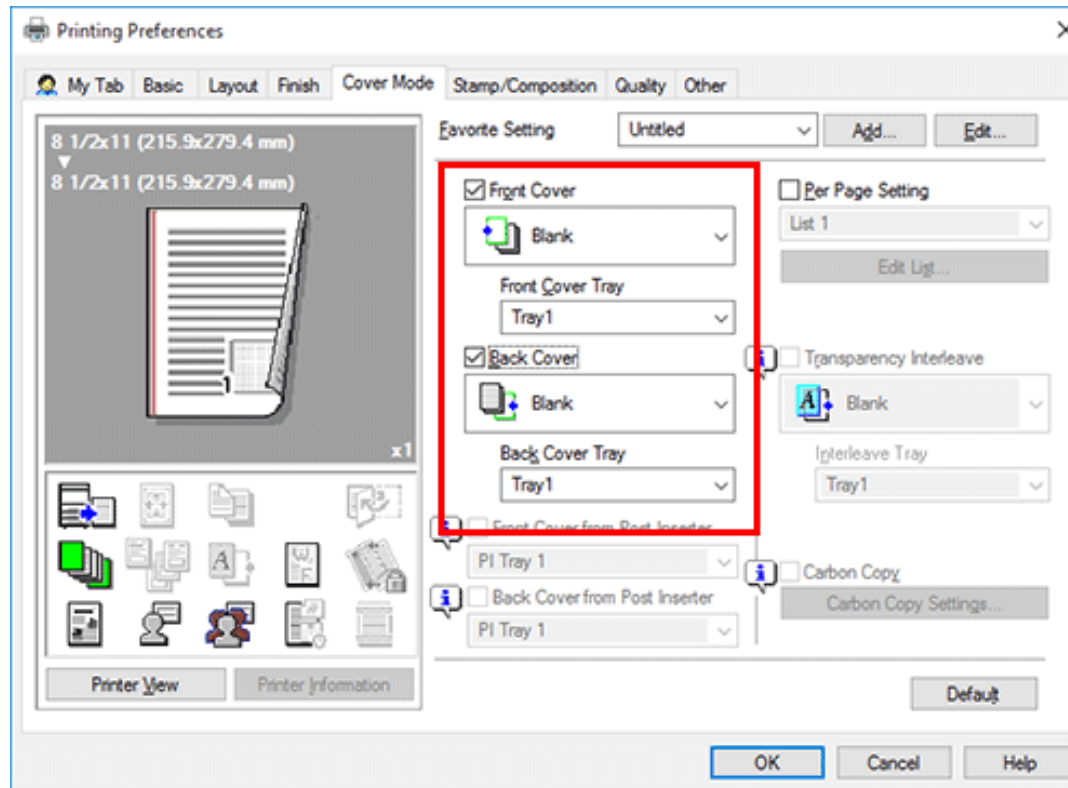 Printing Preferences
My Tab Basic Layout Finish Cover Mode Stamp/Composition Quality Other
8 1/2x11 (215.9x279.4 mm)
8 1/2x11 (215.9x279.4 mm)
1
x1
Printer View Printer Information
Favorite Setting Untitled Add... Edit...
Front Cover
Blank
Front Cover Tray
Tray1
Back Cover
Blank
Back Cover Tray
Tray1
Front Cover from Post Inserter
PI Tray 1
Back Cover from Post Inserter
PI Tray 1
Per Page Setting
List 1
Edit List...
Transparency Interleave
A Blank
Interleave Tray
Tray1
Carbon Copy
Carbon Copy Settings...
Default
OK Cancel Help